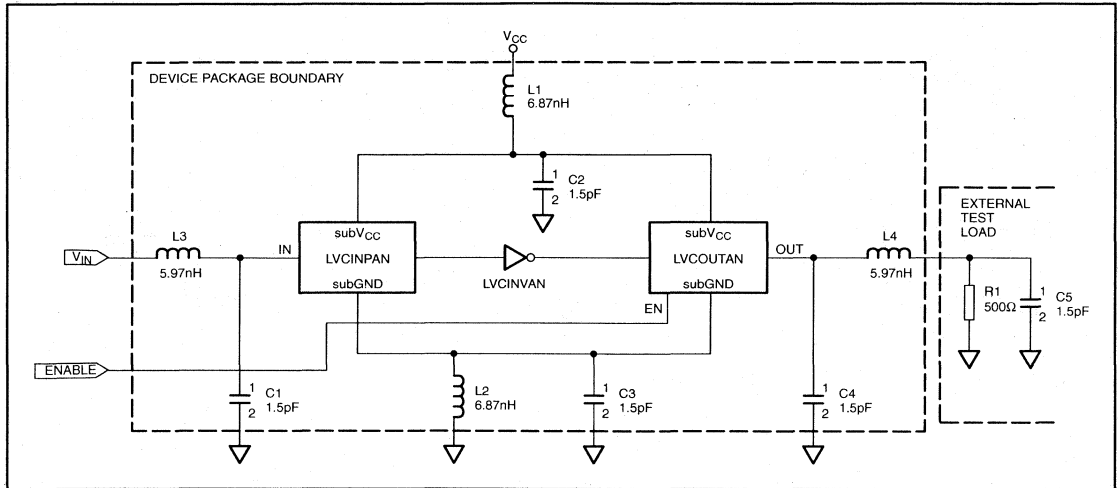 VCC
DEVICE PACKAGE BOUNDARY
L1
6.87nH
1
2
C2
1.5pF
EXTERNAL
TEST
LOAD
VIN
L3
5.97nH
IN
subVCC
LVCINPAN
subGND
LVCINVAN
subVCC
LVCOUTAN
subGND
OUT
EN
L4
5.97nH
R1
500Ω
1
2
C5
1.5pF
ENABLE
1
2
C1
1.5pF
L2
6.87nH
1
2
C3
1.5pF
1
2
C4
1.5pF